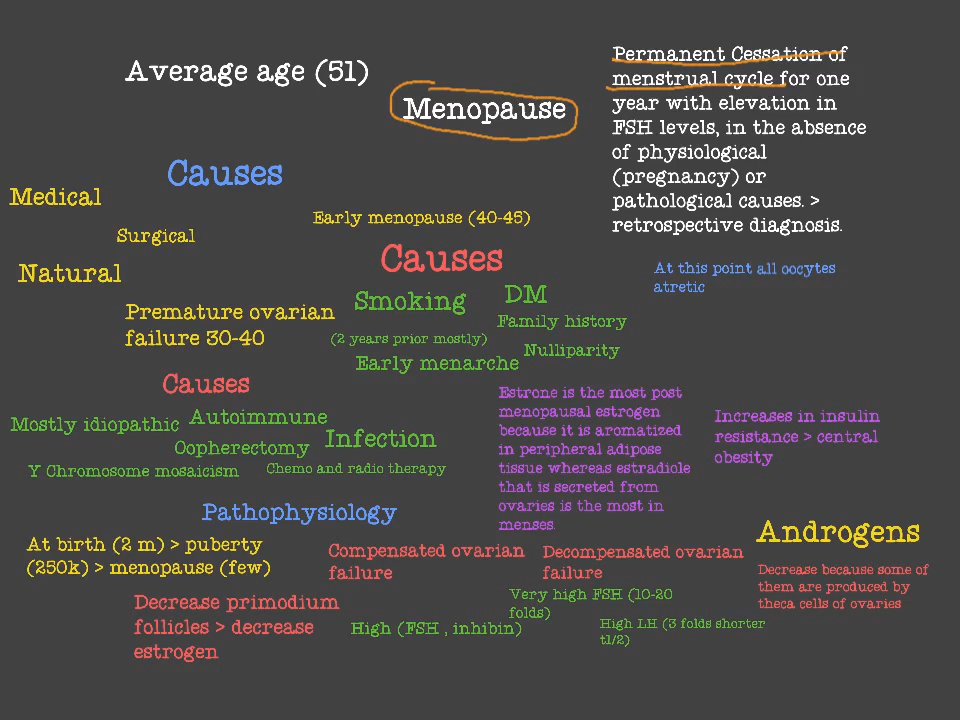 Average age (51)
Menopause
Permanent Cessation of
menstrual cycle for one
year with elevation in
FSH levels, in the absence
of physiological
(pregnancy) or
pathological causes. >
retrospective diagnosis.
At this point all oocytes
atretic
Causes
Medical
Surgical
Natural
Early menopause (40-45)
Causes
Smoking
DM
(2 years prior mostly)
Family history
Early menarche
Nulliparity
Premature ovarian
failure 30-40
Causes
Mostly idiopathic
Autoimmune
Oopherectomy
Infection
Y Chromosome mosaicism
Chemo and radio therapy
Estrone is the most post
menopausal estrogen
because it is aromatized
in peripheral adipose
tissue whereas estradiole
that is secreted from
ovaries is the most in
menses.
Increases in insulin
resistance > central
obesity
Pathophysiology
At birth (2 m) > puberty
(250k) > menopause (few)
Decrease primodium
follicles > decrease
estrogen
Compensated ovarian
failure
High (FSH , inhibin)
Decompensated ovarian
failure
Very high FSH (10-20
folds)
High LH (3 folds shorter
t1/2)
Androgens
Decrease because some of
them are produced by
theca cells of ovaries